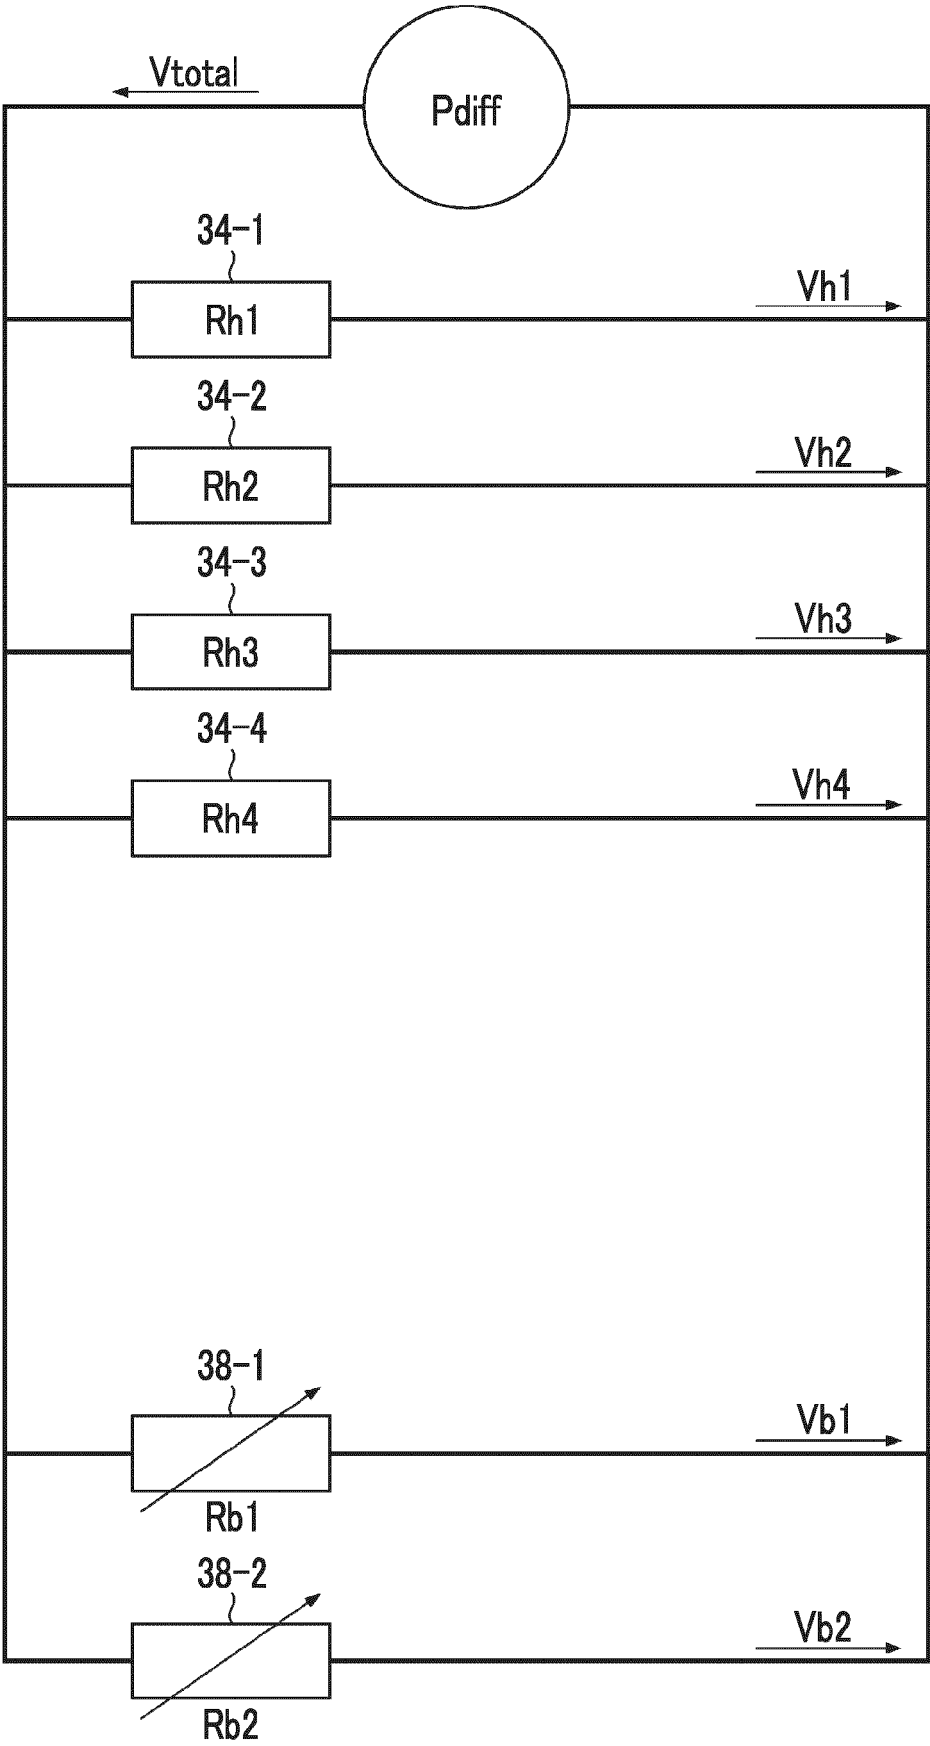 Vtotal
Pdiff
34-1
Rh1
Vh1
34-2
Rh2
Vh2
34-3
Rh3
Vh3
34-4
Rh4
Vh4
38-1
Rb1
Vb1
38-2
Rb2
Vb2